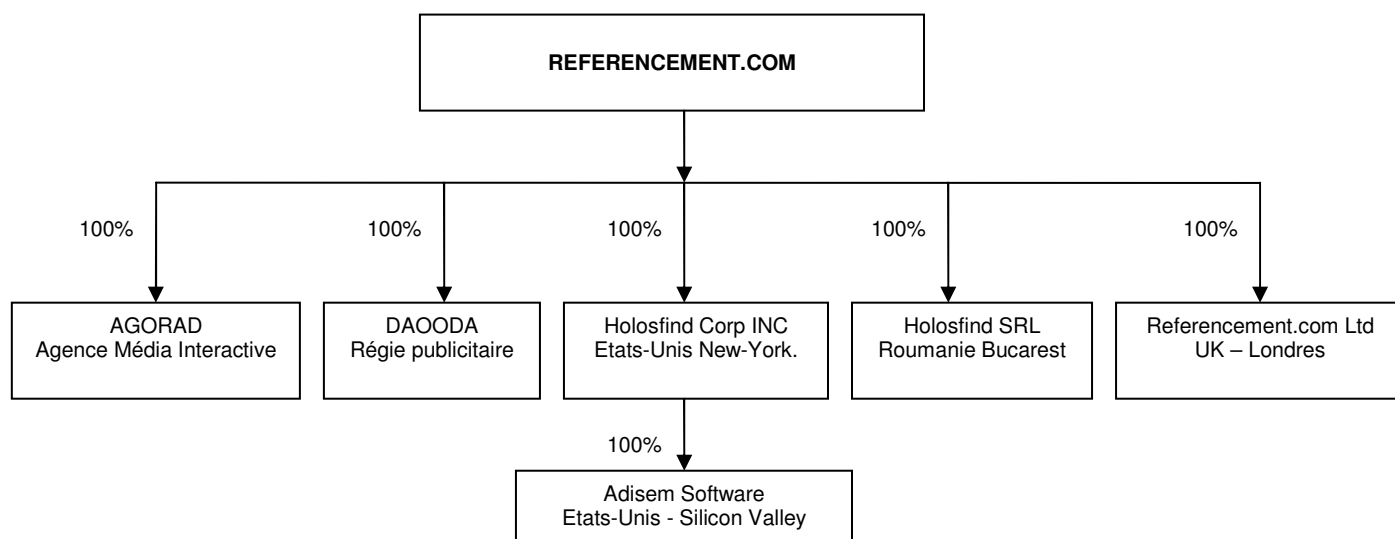 REFERENCEMENT.COM
100%
100%
100%
100%
100%
AGORAD
Agence Média Interactive
DAOODA
Régie publicitaire
Holosfind Corp INC
Etats-Unis New-York.
Holosfind SRL
Roumanie Bucarest
Referencement.com Ltd
UK – Londres
100%
Adisem Software
Etats-Unis - Silicon Valley